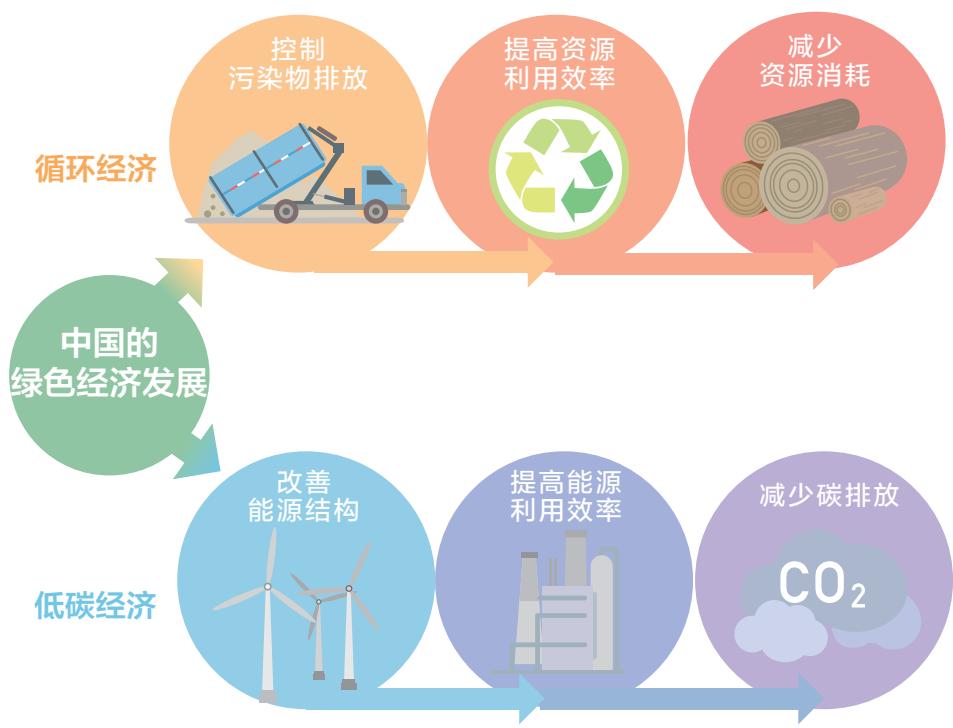 控制
污染物排放
提高资源
利用效率
减少
资源消耗
循环经济
中国的
绿色经济发展
改善
能源结构
提高能源
利用效率
减少碳排放
低碳经济
CO₂